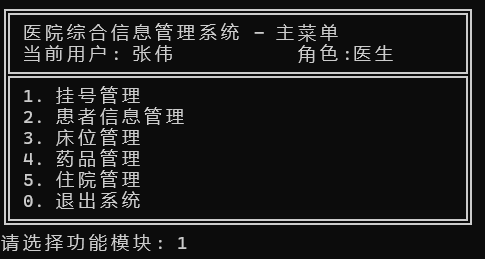 医院综合信息管理系统 - 主菜单
当前用户: 张伟 角色:医生
1. 挂号管理
2. 患者信息管理
3. 床位管理
4. 药品管理
5. 住院管理
0. 退出系统
请选择功能模块: 1